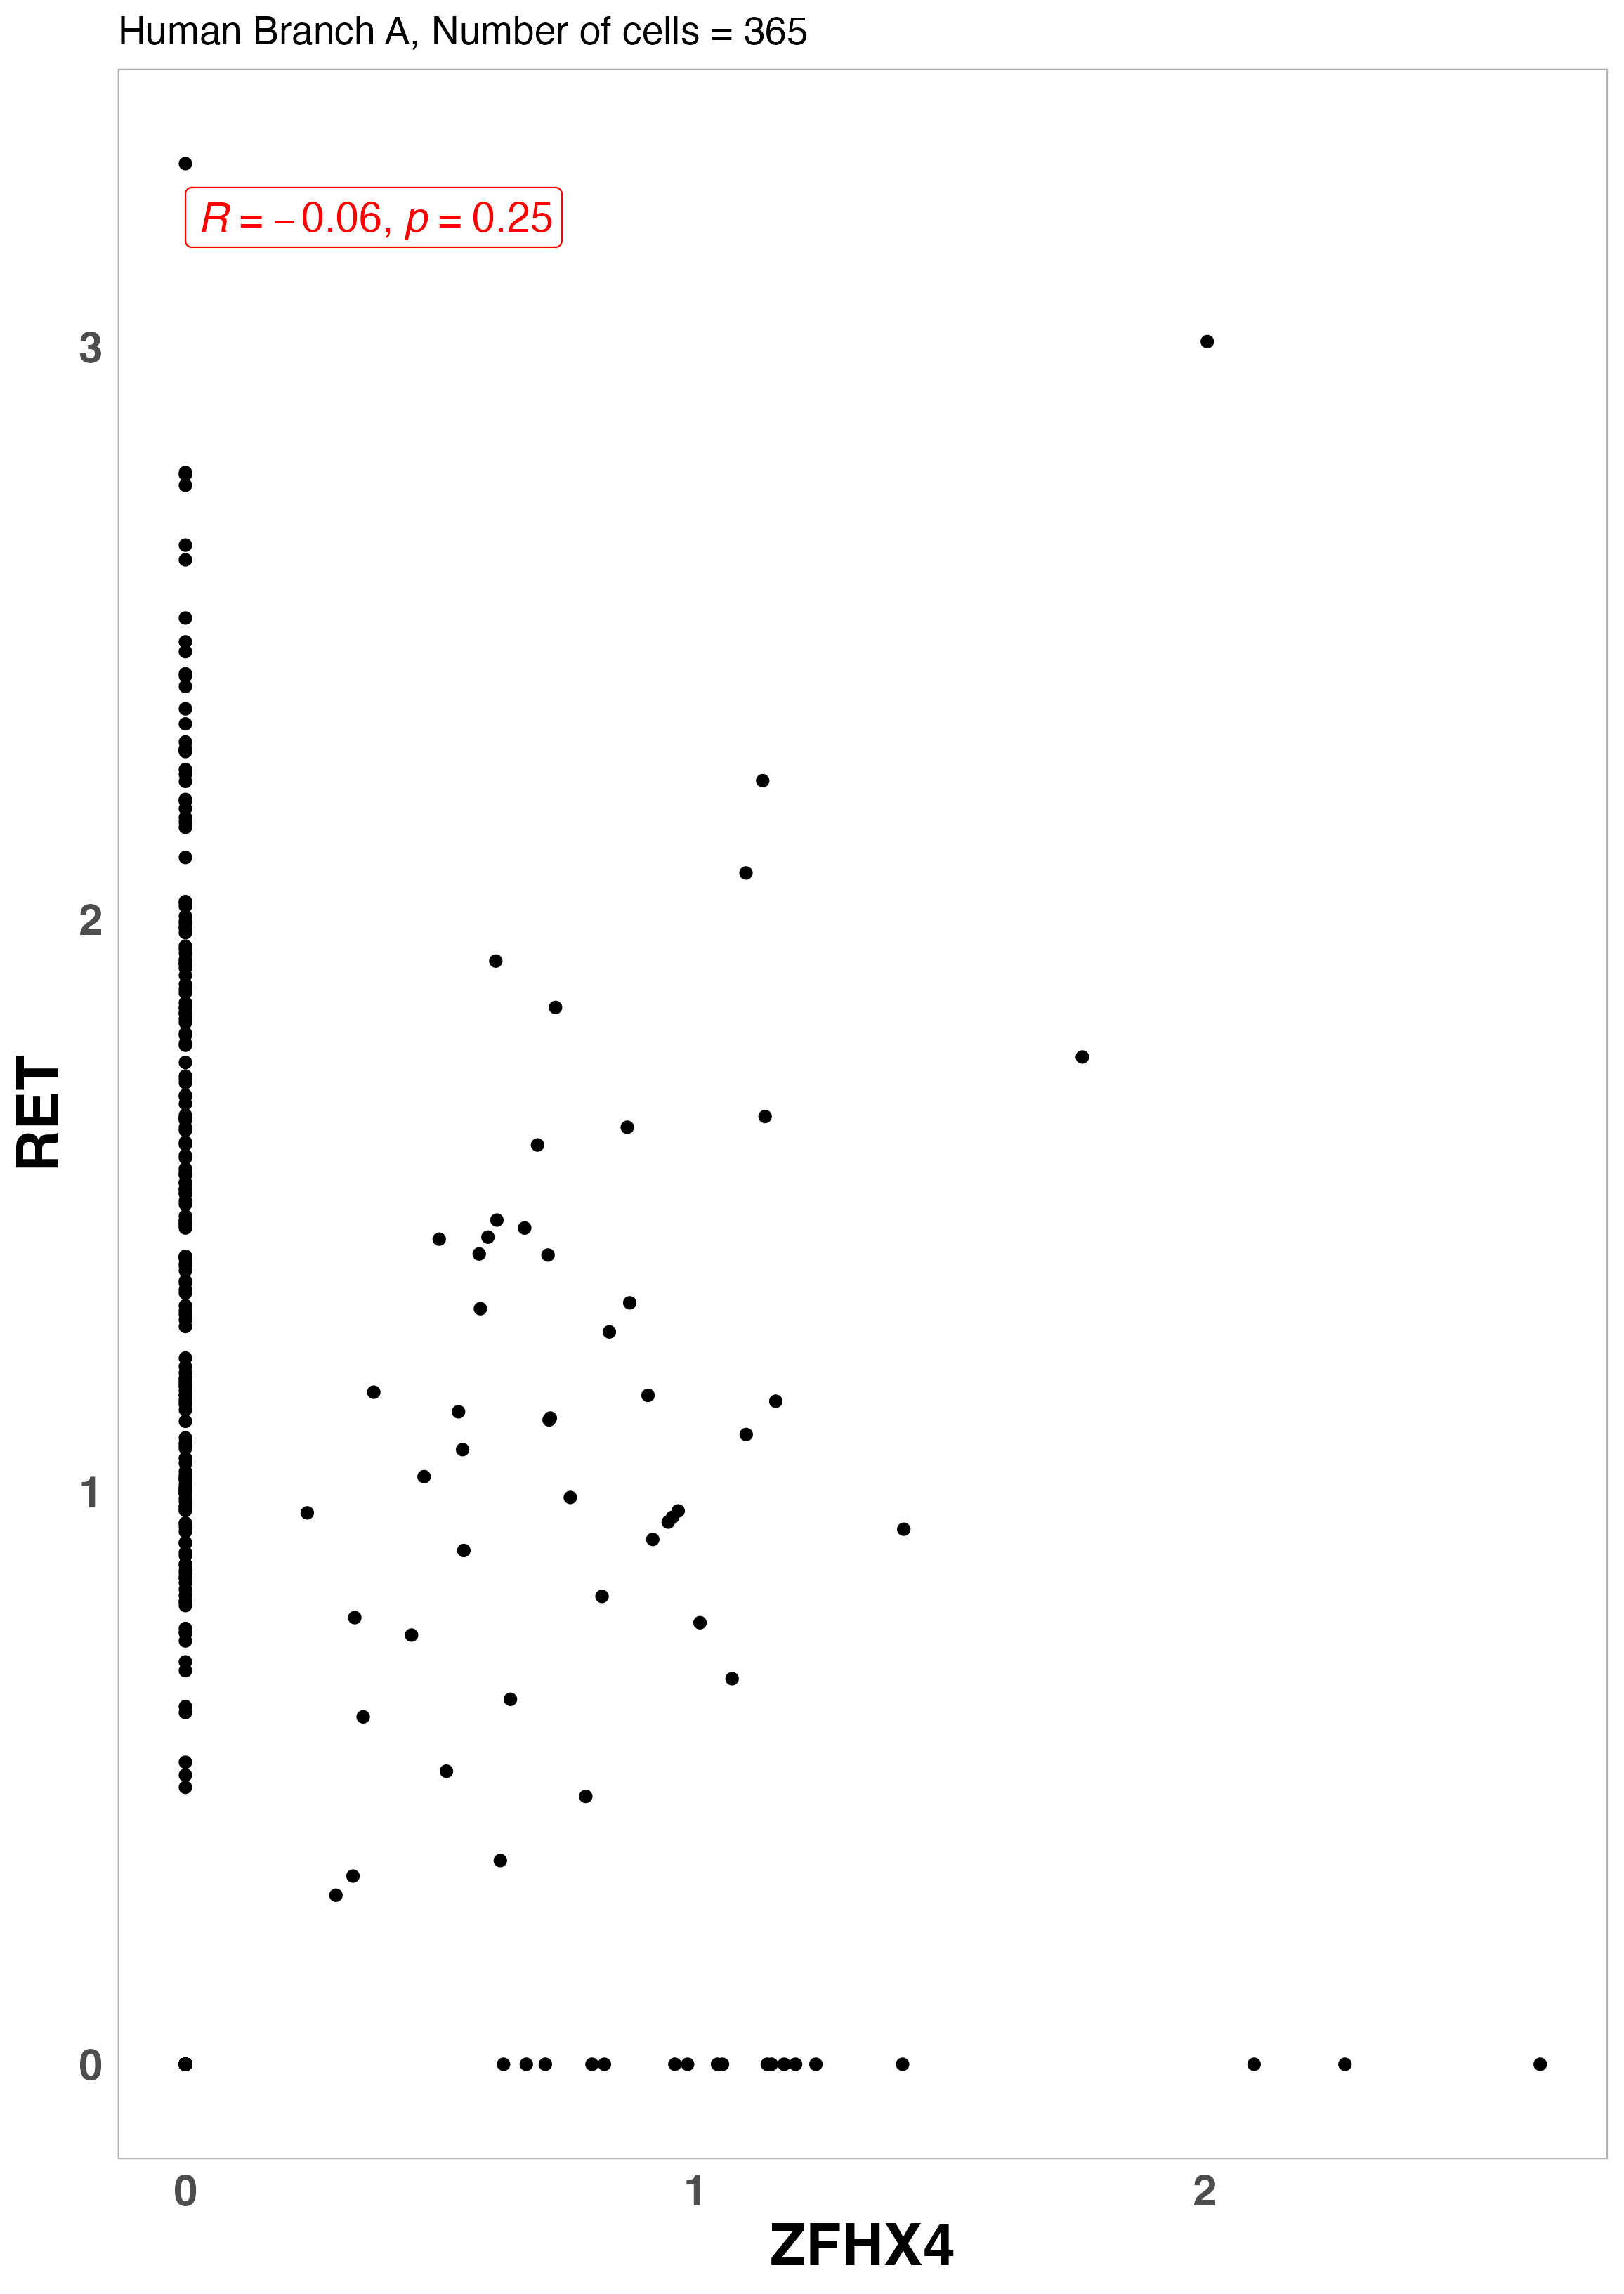 Human Branch A, Number of cells = 365
R = −0.06, p = 0.25
3
2
1
0
RET
0 1 2
ZFHX4